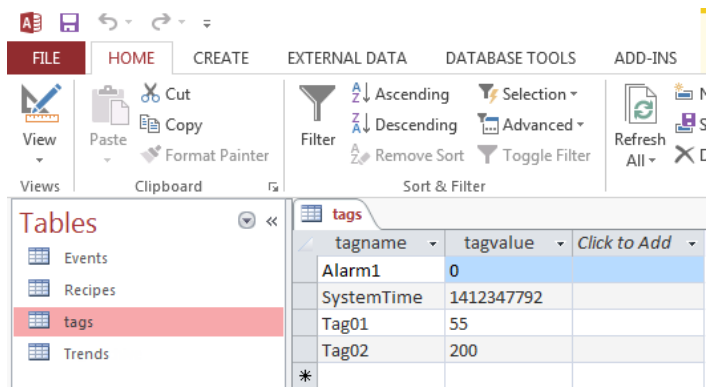 FILE HOME CREATE EXTERNAL DATA DATABASE TOOLS ADD-INS
View
Paste
Cut
Copy
Format Painter
Filter
Ascending
Descending
Remove Sort
Selection
Advanced
Toggle Filter
Refresh
All
Views Clipboard Sort & Filter
Tables
Events
Recipes
tags
Trends
tags
tagname tagvalue Click to Add
Alarm1 0
SystemTime 1412347792
Tag01 55
Tag02 200